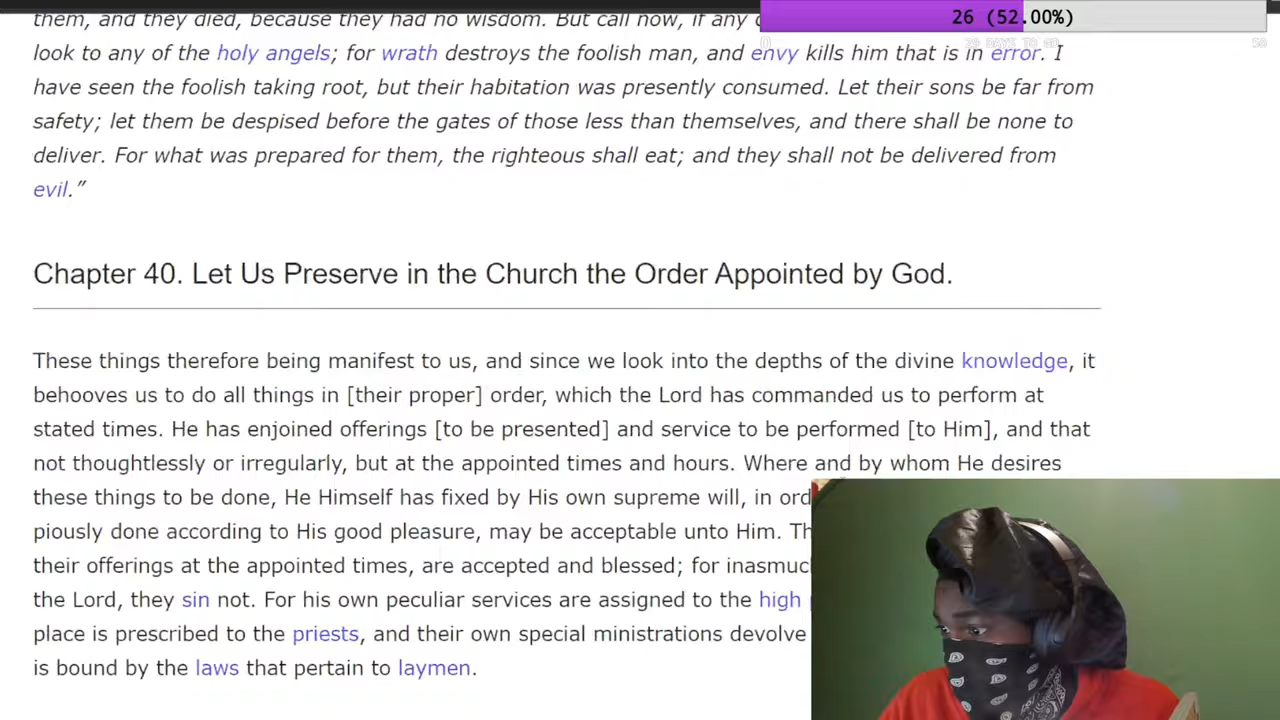 them, and they died, because they had no wisdom. But call now, if any
26 (52.00%)
0 29 DAYS TO GO 50
look to any of the holy angels; for wrath destroys the foolish man, and envy kills him that is in error. I
have seen the foolish taking root, but their habitation was presently consumed. Let their sons be far from
safety; let them be despised before the gates of those less than themselves, and there shall be none to
deliver. For what was prepared for them, the righteous shall eat; and they shall not be delivered from
evil.”
Chapter 40. Let Us Preserve in the Church the Order Appointed by God.
These things therefore being manifest to us, and since we look into the depths of the divine knowledge, it
behooves us to do all things in [their proper] order, which the Lord has commanded us to perform at
stated times. He has enjoined offerings [to be presented] and service to be performed [to Him], and that
not thoughtlessly or irregularly, but at the appointed times and hours. Where and by whom He desires
these things to be done, He Himself has fixed by His own supreme will, in
piously done according to His good pleasure, may be acceptable unto Him.
their offerings at the appointed times, are accepted and blessed; for
the Lord, they sin not. For his own peculiar services are assigned to the high
place is prescribed to the priests, and their own special ministrations devolve
is bound by the laws that pertain to laymen.